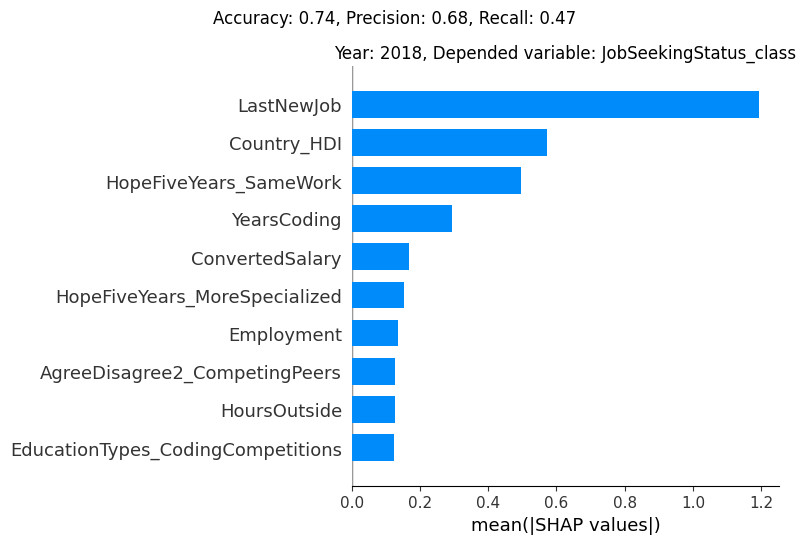 Accuracy: 0.74, Precision: 0.68, Recall: 0.47
Year: 2018, Depended variable: JobSeekingStatus_class
LastNewJob
Country_HDI
HopeFiveYears_SameWork
YearsCoding
ConvertedSalary
HopeFiveYears_MoreSpecialized
Employment
AgreeDisagree2_CompetingPeers
HoursOutside
EducationTypes_CodingCompetitions
0.0 0.2 0.4 0.6 0.8 1.0 1.2
mean(|SHAP values|)